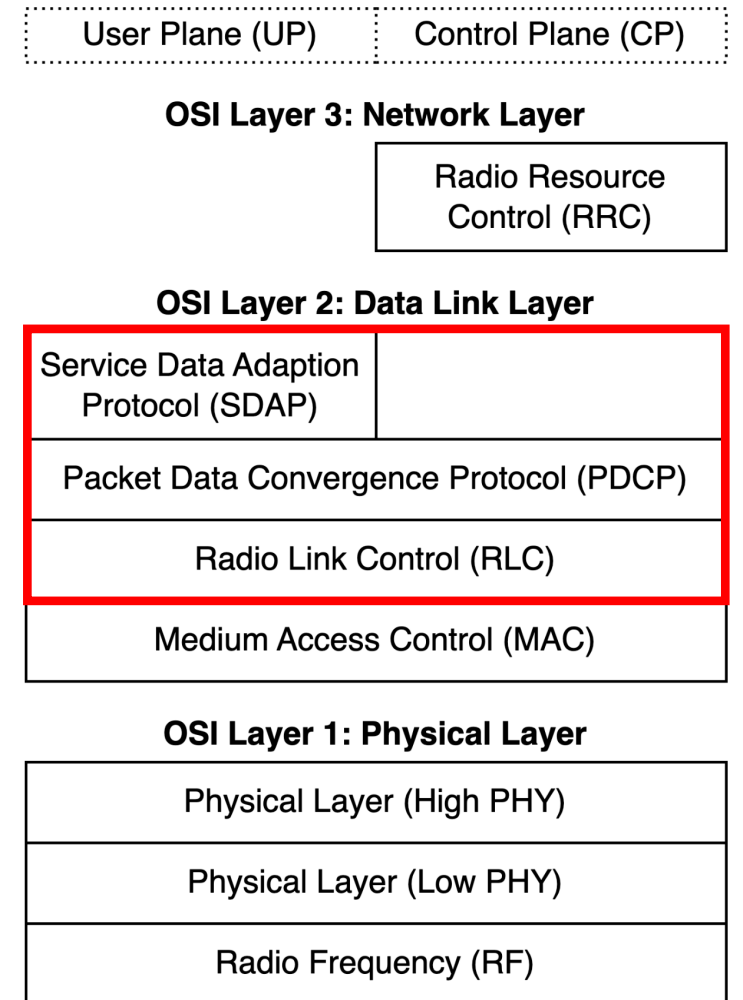 User Plane (UP)
Control Plane (CP)
OSI Layer 3: Network Layer
Radio Resource
Control (RRC)
OSI Layer 2: Data Link Layer
Service Data Adaption
Protocol (SDAP)
Packet Data Convergence Protocol (PDCP)
Radio Link Control (RLC)
Medium Access Control (MAC)
OSI Layer 1: Physical Layer
Physical Layer (High PHY)
Physical Layer (Low PHY)
Radio Frequency (RF)